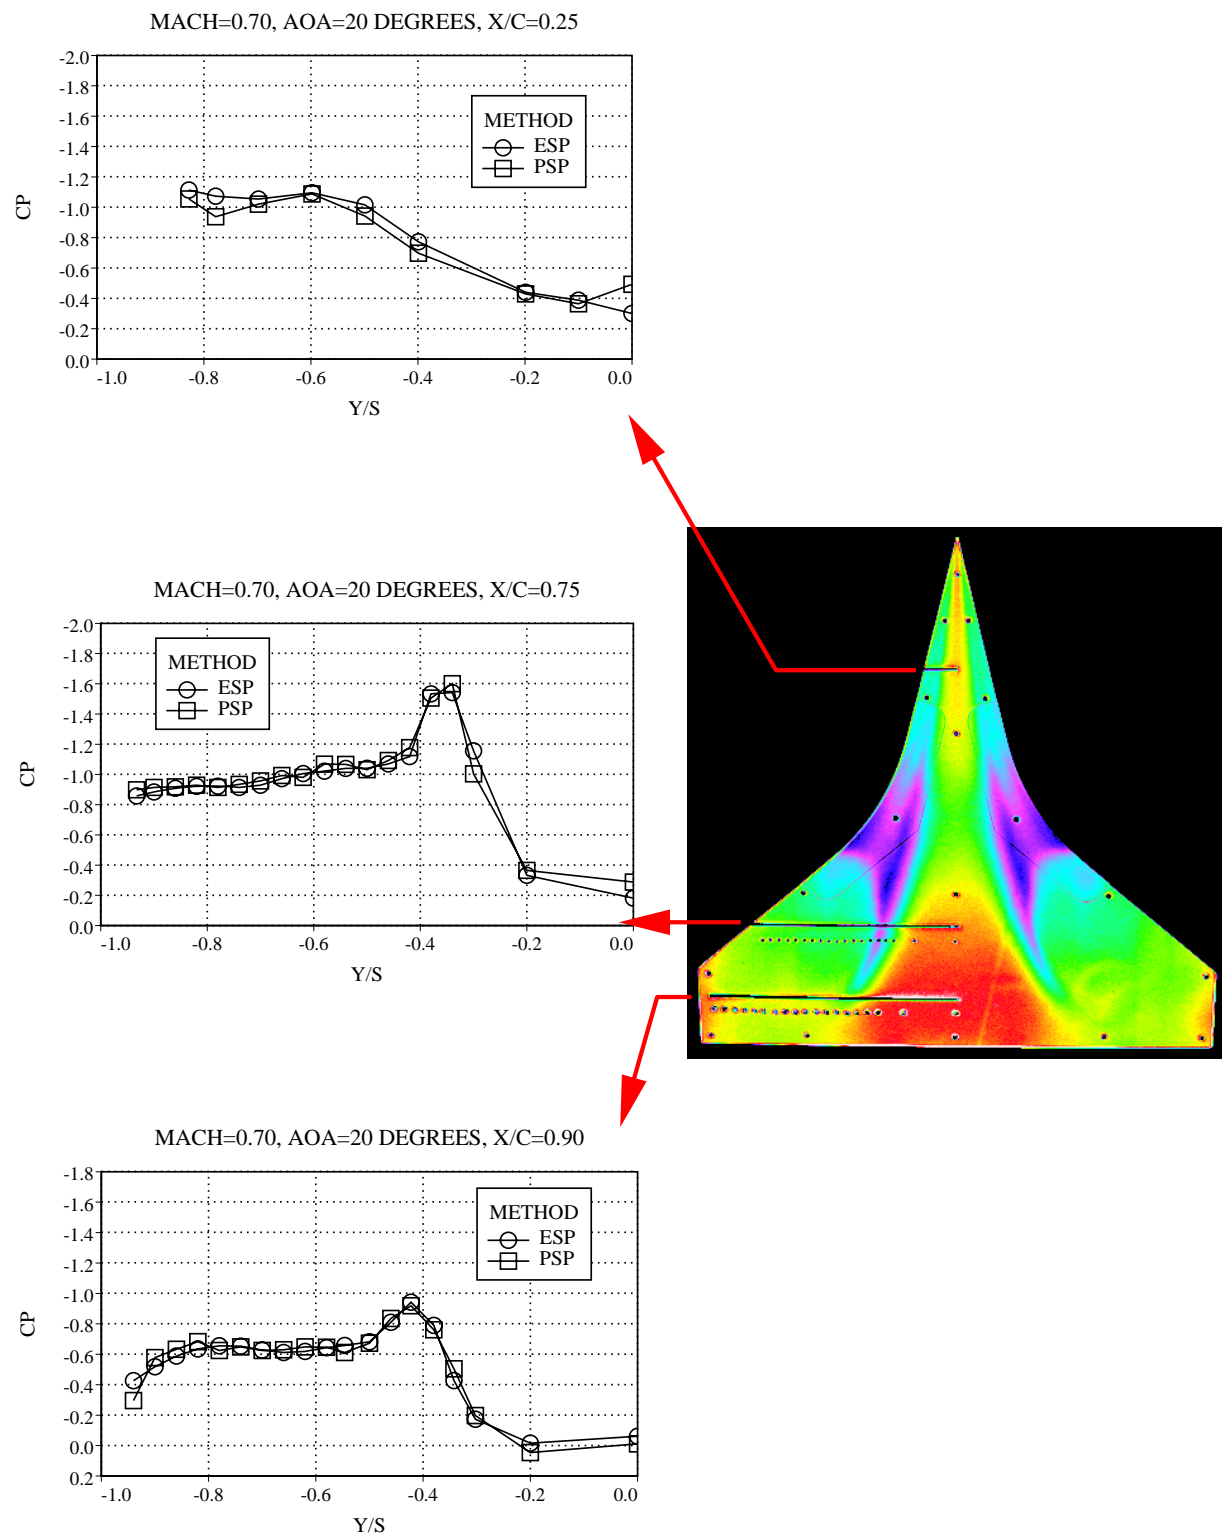 MACH=0.70, AOA=20 DEGREES, X/C=0.25
-2.0
-1.8
-1.6
-1.4
-1.2
-1.0
-0.8
-0.6
-0.4
-0.2
0.0
CP
METHOD
ESP
PSP
-1.0 -0.8 -0.6 -0.4 -0.2 0.0
Y/S
MACH=0.70, AOA=20 DEGREES, X/C=0.75
-2.0
-1.8
-1.6
-1.4
-1.2
-1.0
-0.8
-0.6
-0.4
-0.2
0.0
CP
METHOD
ESP
PSP
-1.0 -0.8 -0.6 -0.4 -0.2 0.0
Y/S
MACH=0.70, AOA=20 DEGREES, X/C=0.90
-1.8
-1.6
-1.4
-1.2
-1.0
-0.8
-0.6
-0.4
-0.2
0.0
0.2
CP
METHOD
ESP
PSP
-1.0 -0.8 -0.6 -0.4 -0.2 0.0
Y/S